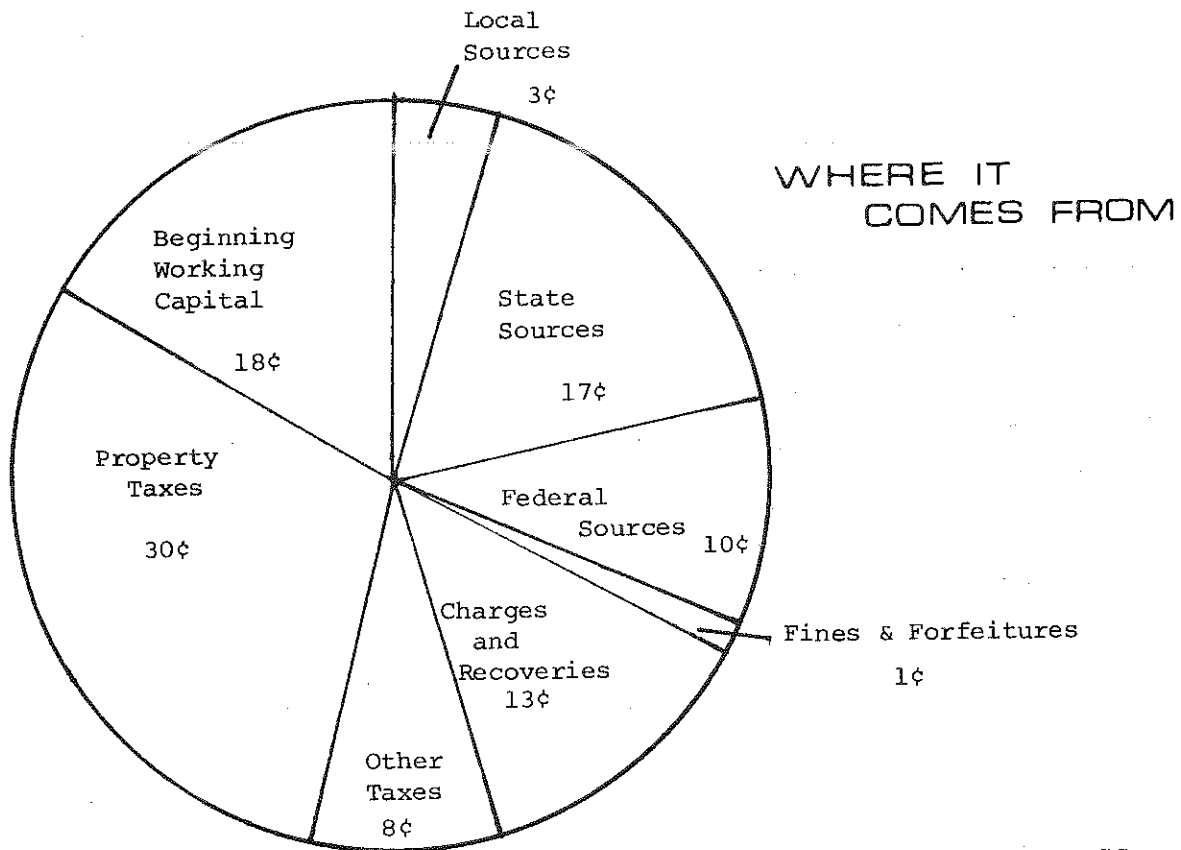 Local
Sources
3¢
WHERE IT
COMES FROM
Beginning
Working
Capital
18¢
State
Sources
17¢
Property
Taxes
30¢
Federal
Sources
10¢
Charges
and
Recoveries
13¢
Fines & Forfeitures
1¢
Other
Taxes
8¢